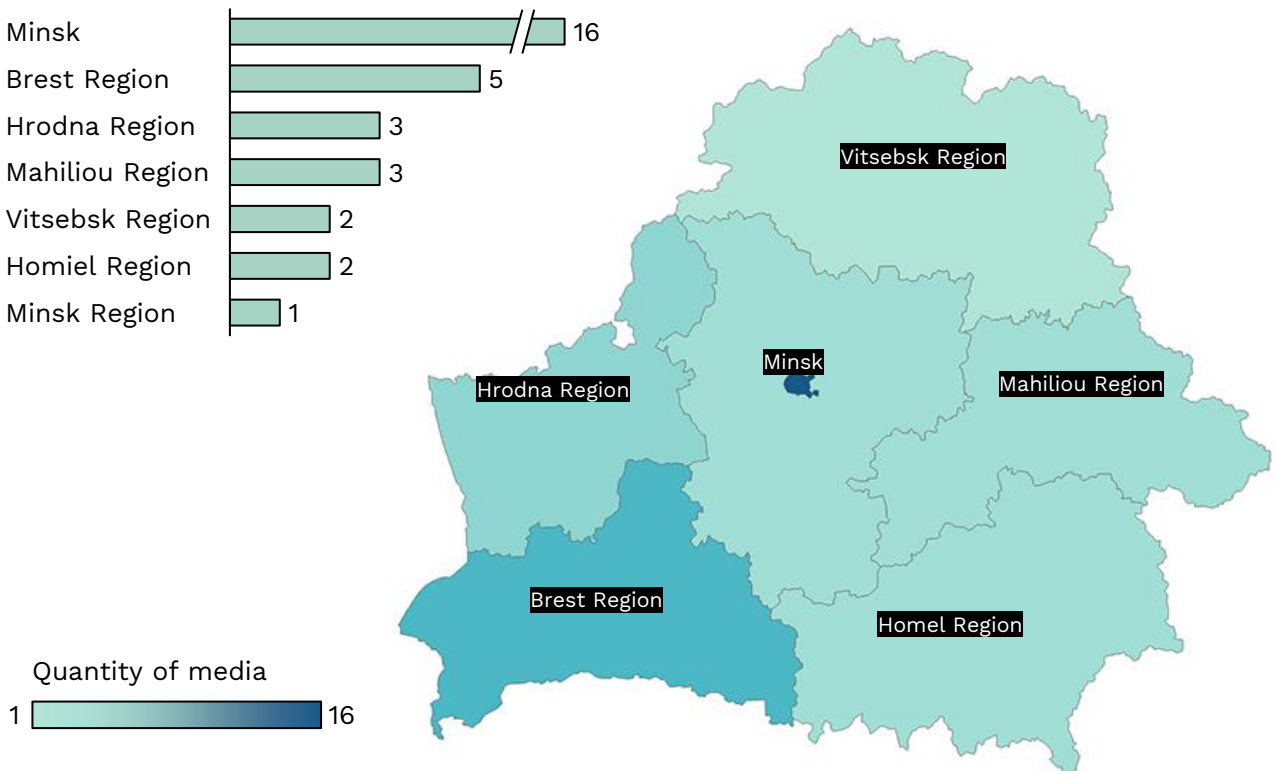 Minsk 16
Brest Region 5
Hrodna Region 3
Mahiliou Region 3
Vitsebsk Region 2
Homiel Region 2
Minsk Region 1
Vitsebsk Region
Minsk
Mahiliou Region
Hrodna Region
Brest Region
Homel Region
Quantity of media
1 16